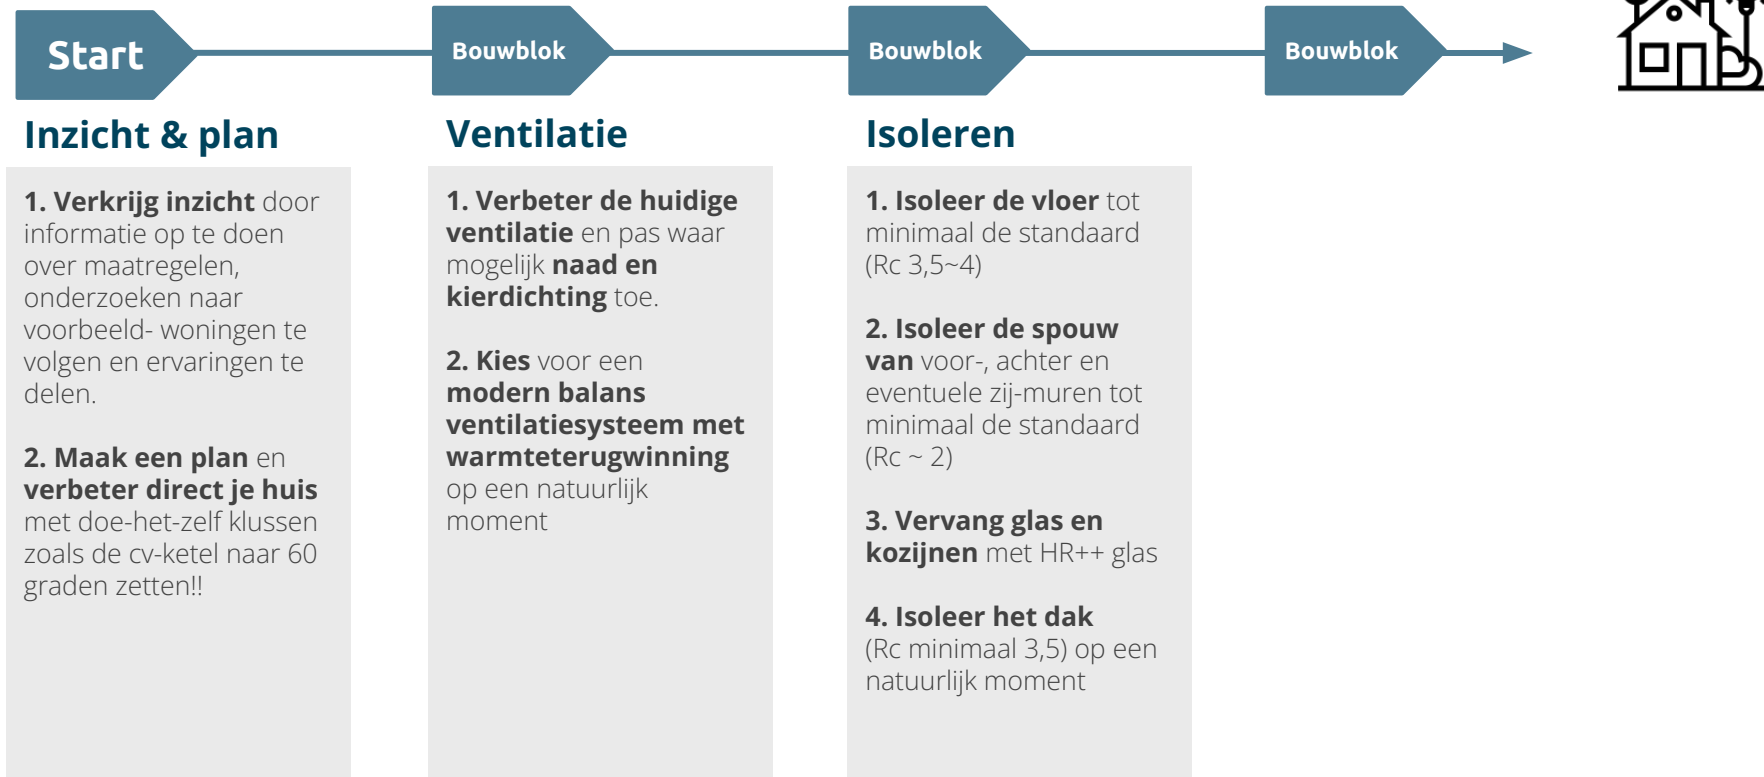 Start
Bouwblok
Bouwblok
Bouwblok
Inzicht & plan
1. Verkrijg inzicht door
informatie op te doen
over maatregelen,
onderzoeken naar
voorbeeld- woningen te
volgen en ervaringen te
delen.
2. Maak een plan en
verbeter direct je huis
met doe-het-zelf klussen
zoals de cv-ketel naar 60
graden zetten!!
Ventilatie
1. Verbeter de huidige
ventilatie en pas waar
mogelijk naad en
kierdichting toe.
2. Kies voor een
modern balans
ventilatiesysteem met
warmteterugwinning
op een natuurlijk
moment
Isoleren
1. Isoleer de vloer tot
minimaal de standaard
(Rc 3,5~4)
2. Isoleer de spouw
van voor-, achter en
eventuele zij-muren tot
minimaal de standaard
(Rc ~ 2)
3. Vervang glas en
kozijnen met HR++ glas
4. Isoleer het dak
(Rc minimaal 3,5) op een
natuurlijk moment